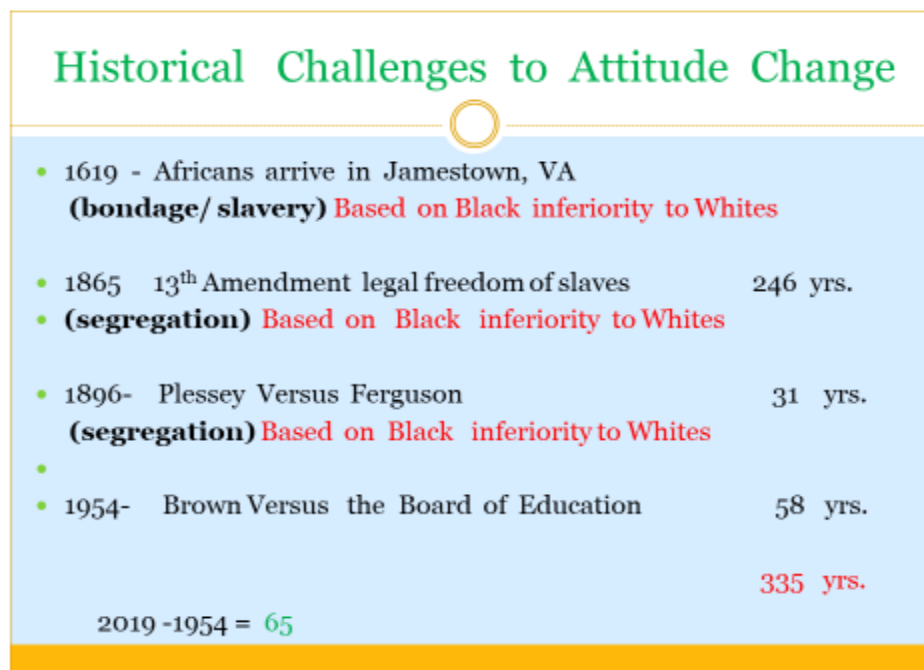 Historical Challenges to Attitude Change
• 1619 - Africans arrive in Jamestown, VA
(bondage/ slavery) Based on Black inferiority to Whites
• 1865 13th Amendment legal freedom of slaves 246 yrs.
• (segregation) Based on Black inferiority to Whites
• 1896- Plessey Versus Ferguson 31 yrs.
(segregation) Based on Black inferiority to Whites
•
• 1954- Brown Versus the Board of Education 58 yrs.
335 yrs.
2019 -1954 = 65